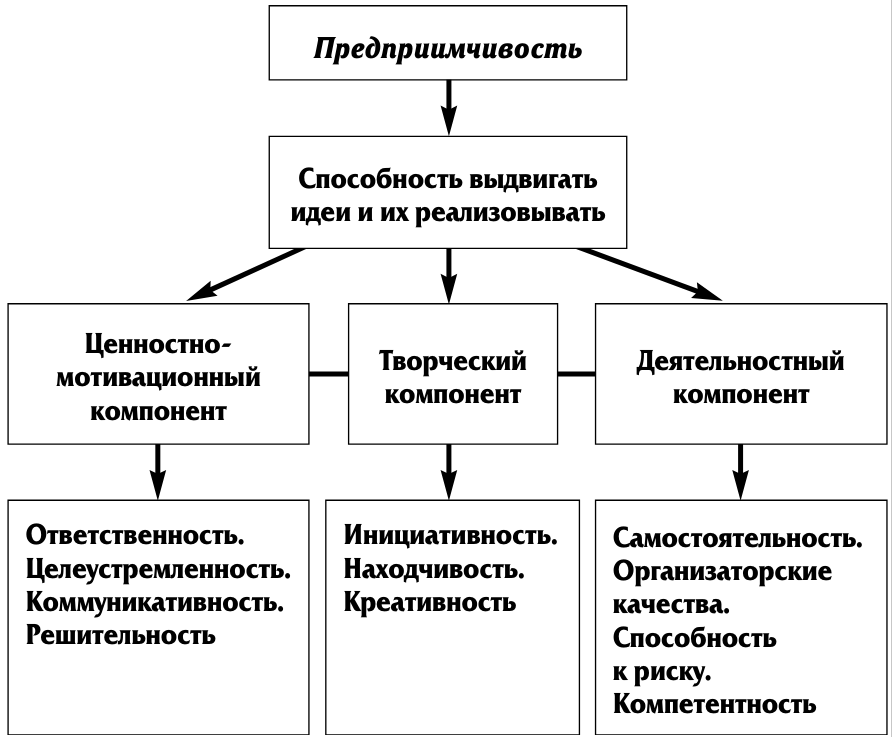 Предприимчивость
Способность выдвигать
идеи и их реализовывать
Ценностно-
мотивационный
компонент
Творческий
компонент
Деятельностный
компонент
Ответственность.
Целеустремленность.
Коммуникативность.
Решительность
Инициативность.
Находчивость.
Креативность
Самостоятельность.
Организаторские
качества.
Способность
к риску.
Компетентность